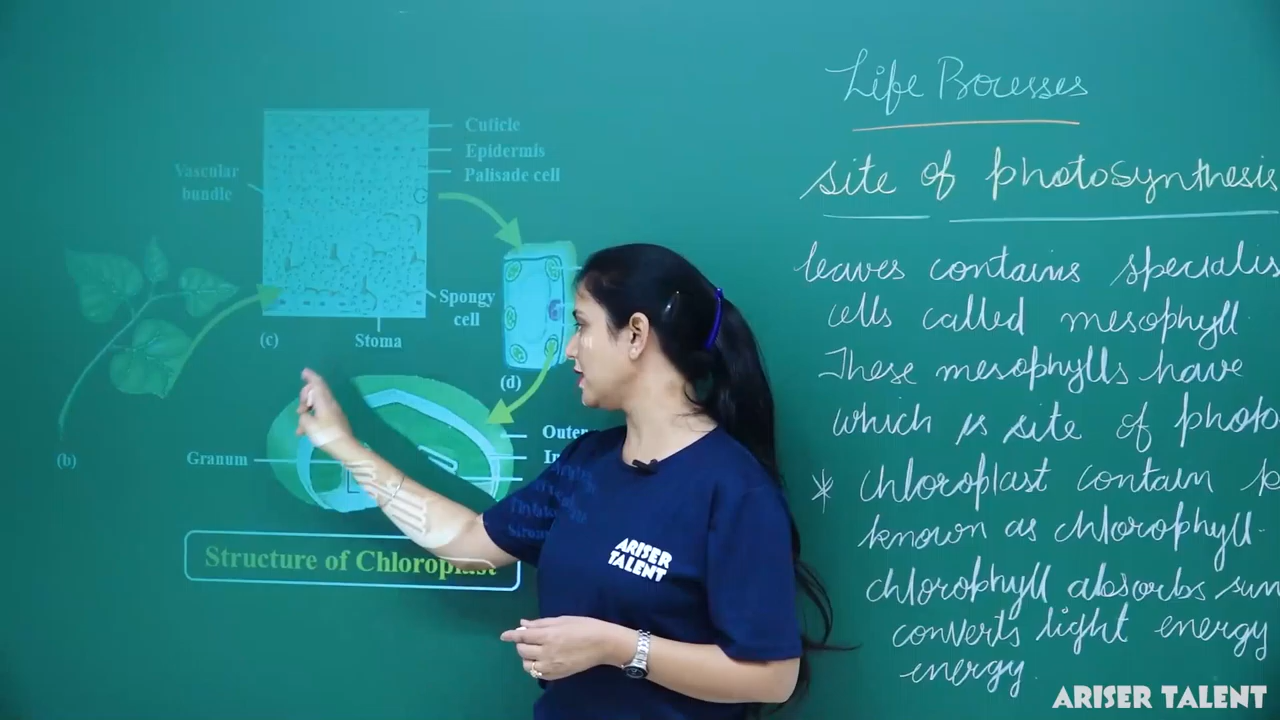 Life Processes
site of photosynthesis
leaves contains specialis
cells called mesophyll
These mesophylls have
which is site of photo
* chloroplast contain
known as chlorophyll.
chlorophyll absorbs sun
converts light energy
energy.
Cuticle
Epidermis
Palisade cell
Vascular
bundle
Spongy
cell
Stoma
(c)
(d)
(b)
Outer
Granum
Structure of Chloroplast
ARISER
TALENT
ARISER TALENT